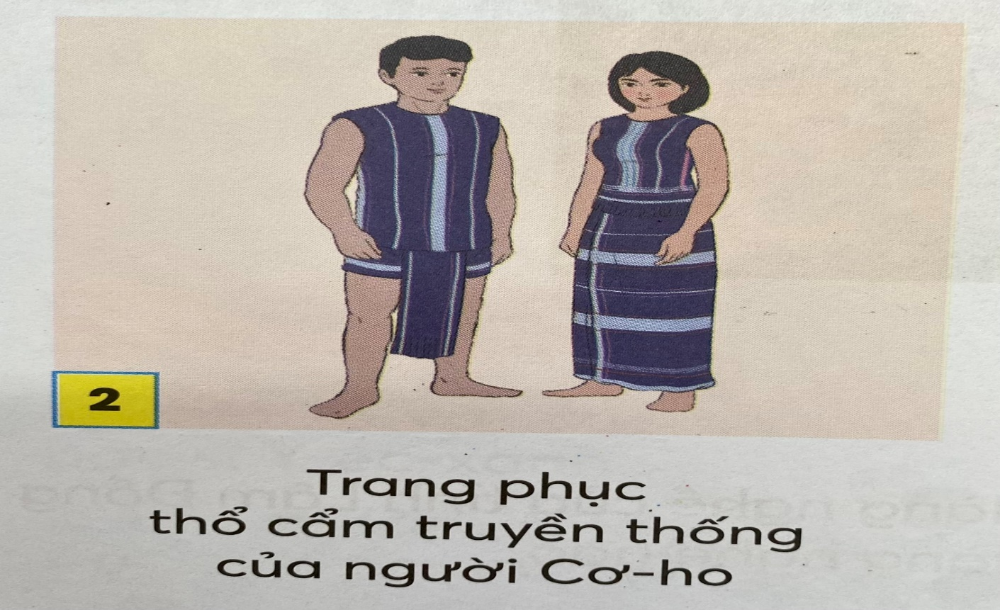 2
Trang phục
thổ cẩm truyền thống
của người Cơ-ho